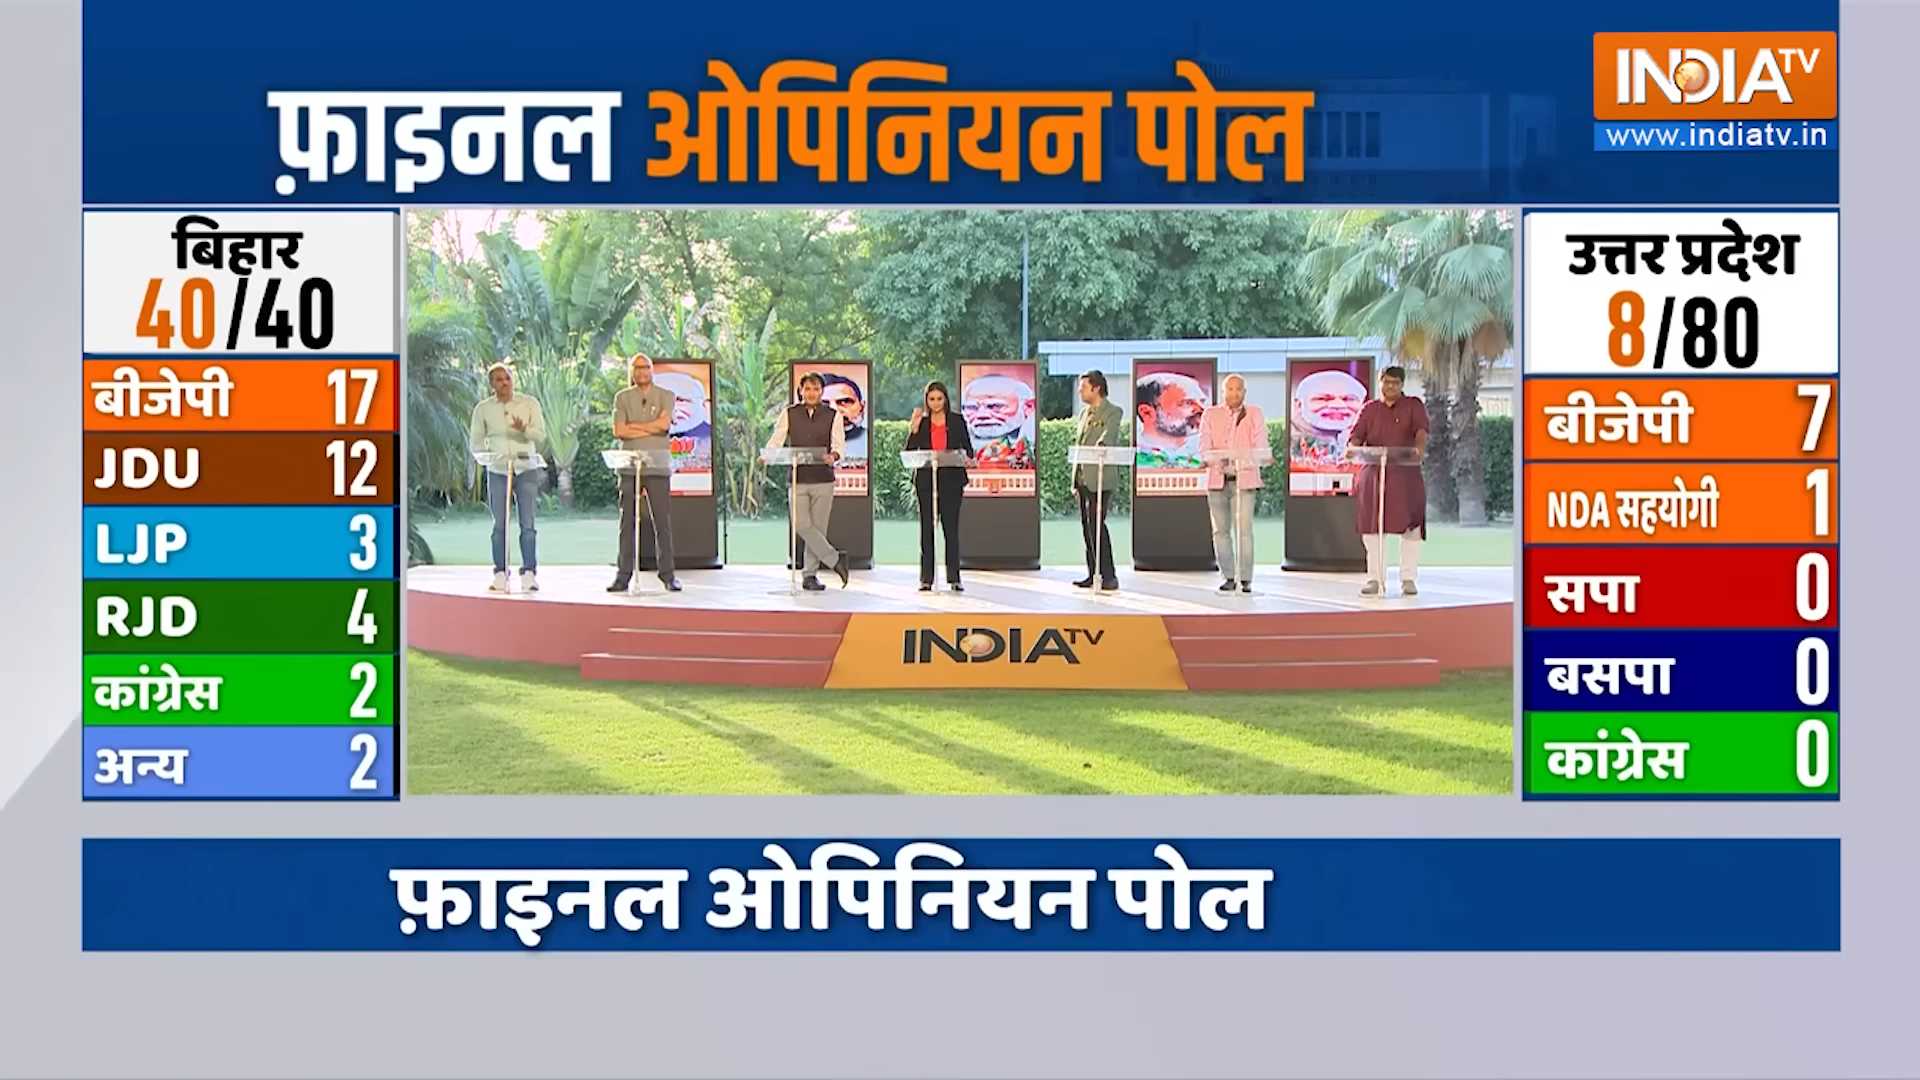 फ़ाइनल ओपिनियन पोल
INDIA TV
www.indiatv.in
बिहार
40/40
बीजेपी 17
JDU 12
LJP 3
RJD 4
कांग्रेस 2
अन्य 2
INDIA TV
उत्तर प्रदेश
8/80
बीजेपी 7
NDA सहयोगी 1
सपा 0
बसपा 0
कांग्रेस 0
फ़ाइनल ओपिनियन पोल